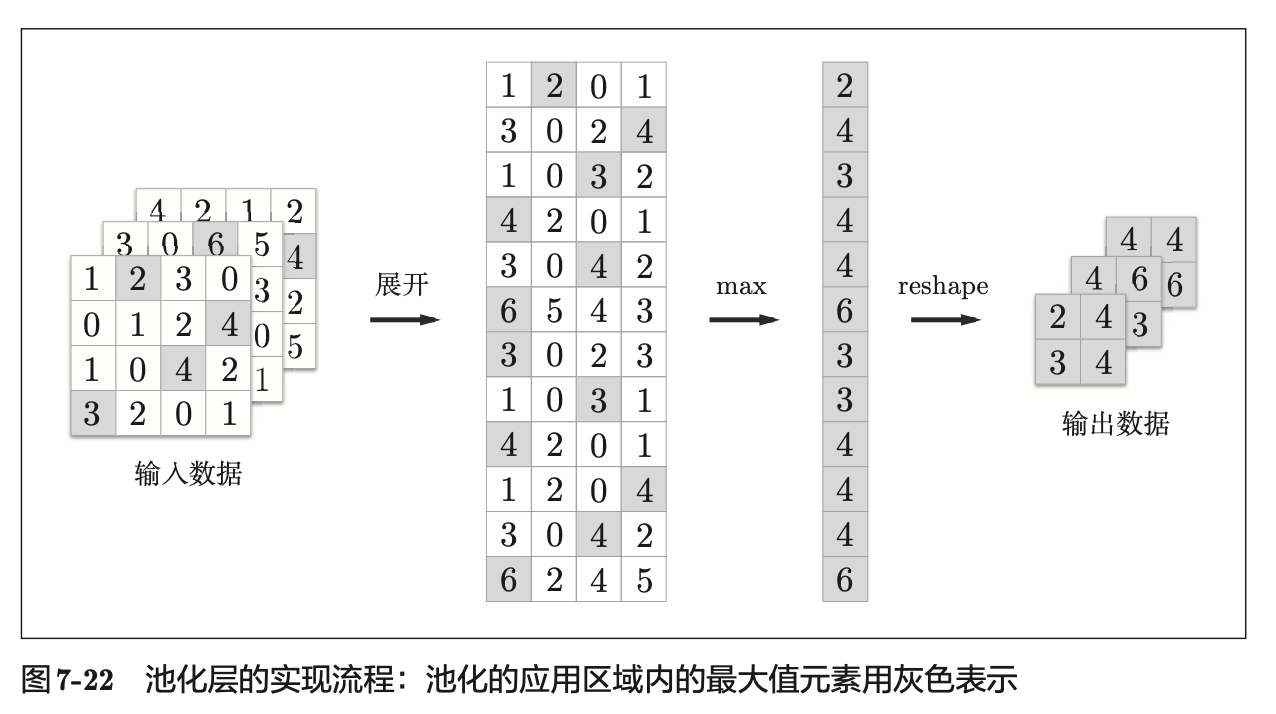 4 2 1 2
3 0 6 5 4
1 2 3 0 3 2
0 1 2 4 0 5
1 0 4 2 1
3 2 0 1
输入数据
展开
1 2 0 1
3 0 2 4
1 0 3 2
4 2 0 1
3 0 4 2
6 5 4 3
3 0 2 3
1 0 3 1
4 2 0 1
1 2 0 4
3 0 4 2
6 2 4 5
max
2
4
3
4
4
6
3
3
4
4
4
6
reshape
4 4
4 6 6
2 4 3
3 4
输出数据
图7-22 池化层的实现流程：池化的应用区域内的最大值元素用灰色表示